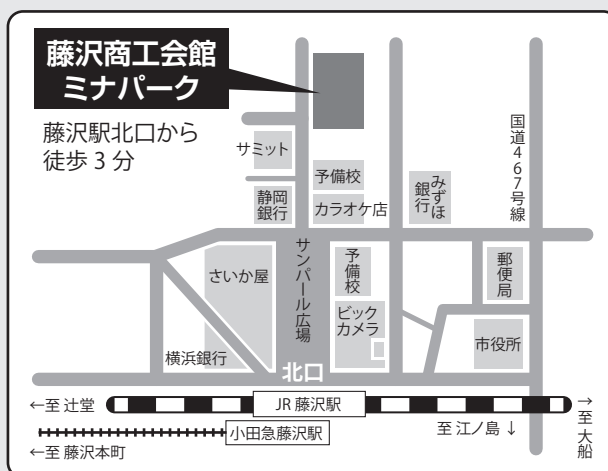 藤沢商工会館
ミナパーク
藤沢駅北口から
徒歩 3 分
サミット
静岡
銀行
予備校
カラオケ店
みずほ
銀行
国道467号線
さいか屋
サンパール広場
予備校
ビック
カメラ
郵便局
市役所
横浜銀行
北口
←至 辻堂
JR 藤沢駅
→至 大船
小田急藤沢駅
至 江ノ島 ↓
←至 藤沢本町